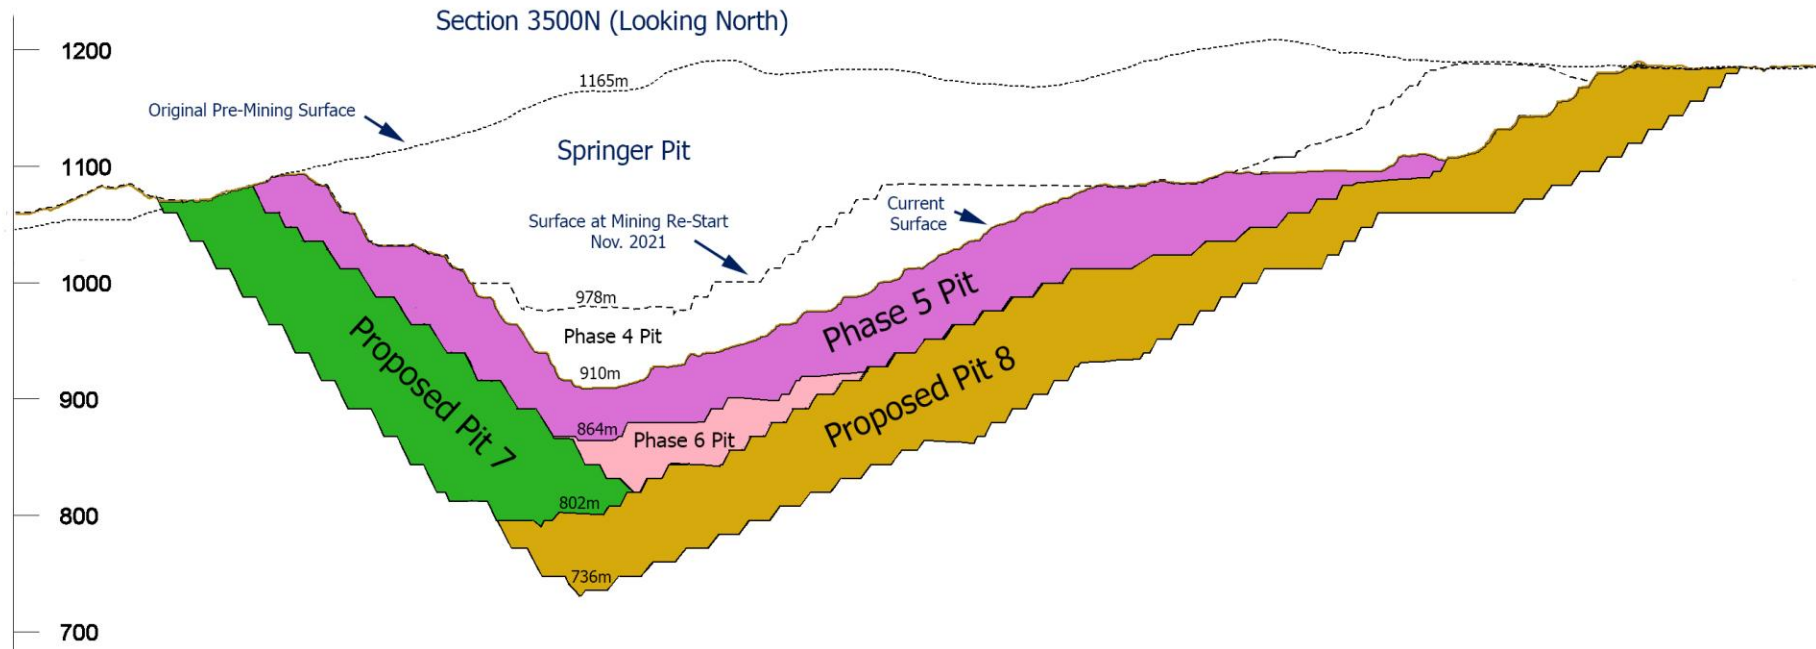 Section 3500N (Looking North)
1200
1165m
Original Pre-Mining Surface
Springer Pit
1100
Surface at Mining Re-Start
Nov. 2021
Current
Surface
1000
978m
Phase 4 Pit
Phase 5 Pit
910m
900
Proposed Pit 7
864m
Phase 6 Pit
Proposed Pit 8
802m
800
736m
700